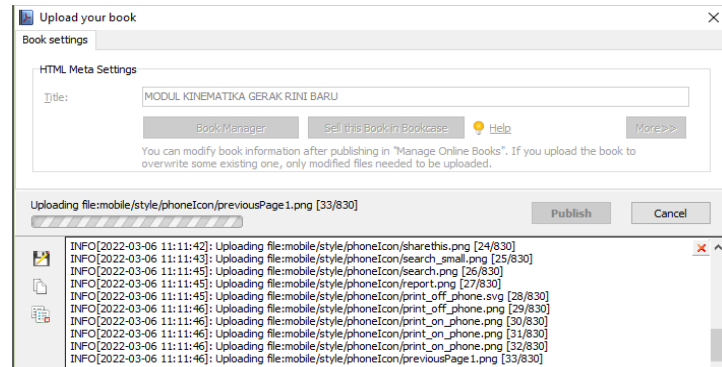 Upload your book
Book settings
HTML Meta Settings
Title:
MODUL KINEMATIKA GERAK RINI BARU
Book Manager
Sell this Book in Bookcase
Help
More>>
You can modify book information after publishing in "Manage Online Books". If you upload the book to
overwrite some existing one, only modified files needed to be uploaded.
Uploading file:mobile/style/phoneIcon/previousPage1.png [33/830]
Publish
Cancel
INFO[2022-03-06 11:11:42]: Uploading file:mobile/style/phoneIcon/sharethis.png [24/830]
INFO[2022-03-06 11:11:43]: Uploading file:mobile/style/phoneIcon/search_small.png [25/830]
INFO[2022-03-06 11:11:45]: Uploading file:mobile/style/phoneIcon/search.png [26/830]
INFO[2022-03-06 11:11:45]: Uploading file:mobile/style/phoneIcon/report.png [27/830]
INFO[2022-03-06 11:11:45]: Uploading file:mobile/style/phoneIcon/print_off_phone.svg [28/830]
INFO[2022-03-06 11:11:46]: Uploading file:mobile/style/phoneIcon/print_off_phone.png [29/830]
INFO[2022-03-06 11:11:46]: Uploading file:mobile/style/phoneIcon/print_on_phone.png [30/830]
INFO[2022-03-06 11:11:46]: Uploading file:mobile/style/phoneIcon/print_on_phone.png [31/830]
INFO[2022-03-06 11:11:46]: Uploading file:mobile/style/phoneIcon/print_on_phone.png [32/830]
INFO[2022-03-06 11:11:46]: Uploading file:mobile/style/phoneIcon/previousPage1.png [33/830]